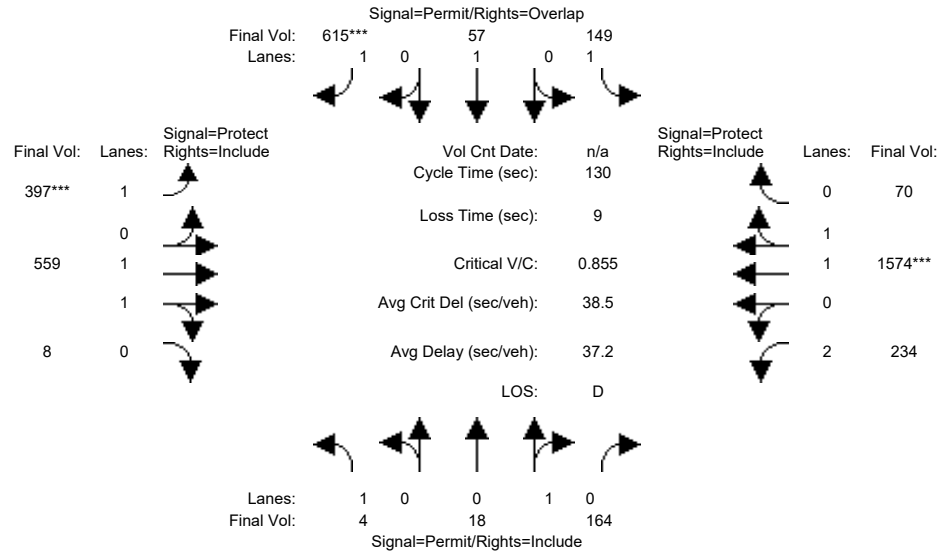 Signal=Permit/Rights=Overlap
Final Vol: 615*** 57 149
Lanes: 1 0 1 0 1
Signal=Protect
Final Vol: Lanes: Rights=Include
Vol Cnt Date: n/a
Signal=Protect
Rights=Include Lanes: Final Vol:
Cycle Time (sec): 130
397*** 1
0 70
Loss Time (sec): 9
0
1
559 1
Critical V/C: 0.855
1 1574***
1
Avg Crit Del (sec/veh): 38.5
0
8 0
Avg Delay (sec/veh): 37.2
2 234
LOS: D
Lanes: 1 0 0 1 0
Final Vol: 4 18 164
Signal=Permit/Rights=Include